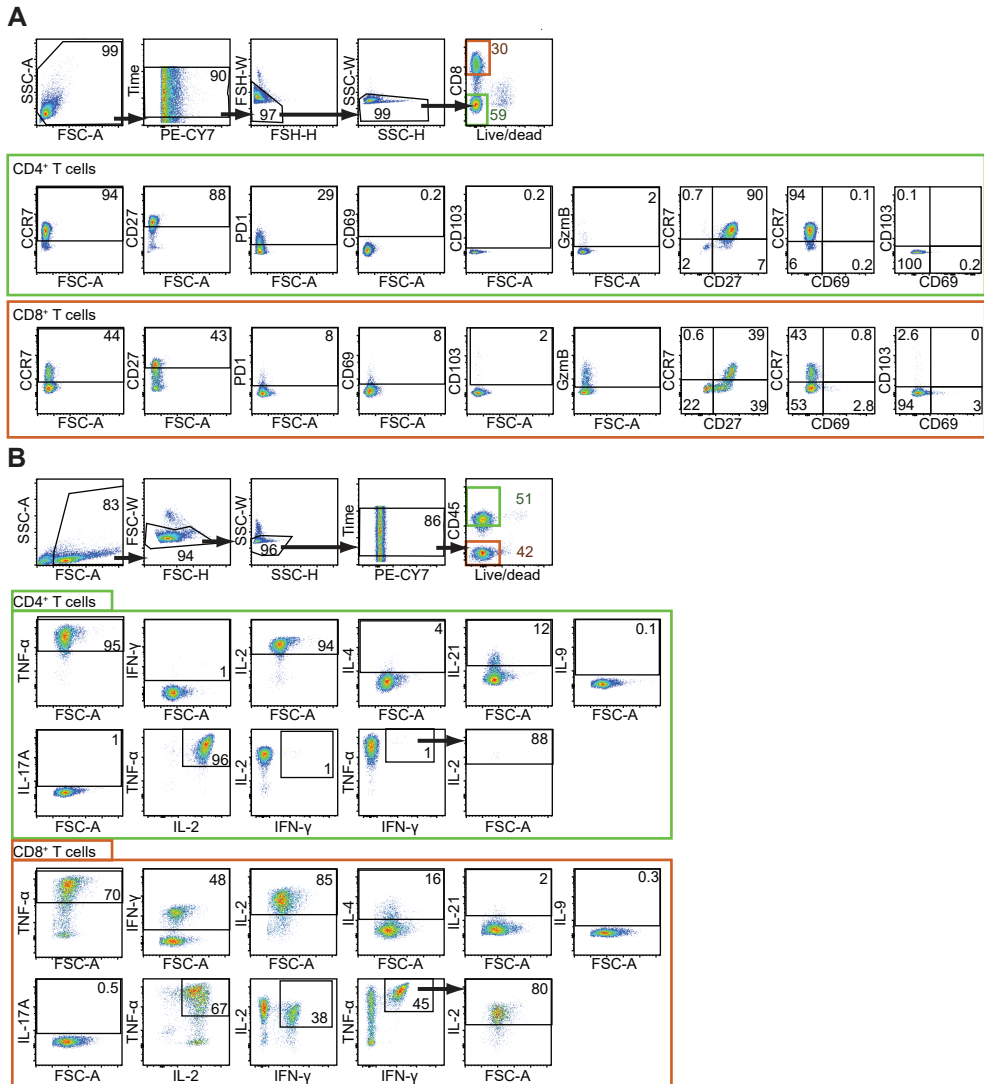 A
99
90
97
99
30
59
SSC-A
Time
FSH-W
SSC-W
CD8
FSC-A
PE-CY7
FSH-H
SSC-H
Live/dead
CD4⁺ T cells
94
88
29
0.2
0.2
2
0.7 90
94 0.1
0.1
CCR7
CD27
PD1
CD69
CD103
GzmB
CCR7
CCR7
CD103
2 7
6 0.2
100 0.2
FSC-A
FSC-A
FSC-A
FSC-A
FSC-A
FSC-A
CD27
CD69
CD69
CD8⁺ T cells
44
43
8
8
2
0.6 39
43 0.8
2.6 0
CCR7
CD27
PD1
CD69
CD103
GzmB
CCR7
CCR7
CD103
22 39
53 2.8
94 3
FSC-A
FSC-A
FSC-A
FSC-A
FSC-A
FSC-A
CD27
CD69
CD69
B
83
94
96
86
51
42
SSC-A
FSC-W
SSC-W
Time
CD45
FSC-A
FSC-H
SSC-H
PE-CY7
Live/dead
CD4⁺ T cells
95
1
94
4
12
0.1
TNF-α
IFN-γ
IL-2
IL-4
IL-21
IL-9
FSC-A
FSC-A
FSC-A
FSC-A
FSC-A
FSC-A
1
96
1
1
88
IL-17A
TNF-α
IL-2
TNF-α
IL-2
FSC-A
IL-2
IFN-γ
IFN-γ
FSC-A
CD8⁺ T cells
70
48
85
16
2
0.3
TNF-α
IFN-γ
IL-2
IL-4
IL-21
IL-9
FSC-A
FSC-A
FSC-A
FSC-A
FSC-A
FSC-A
0.5
67
38
45
80
IL-17A
TNF-α
IL-2
TNF-α
IL-2
FSC-A
IL-2
IFN-γ
IFN-γ
FSC-A